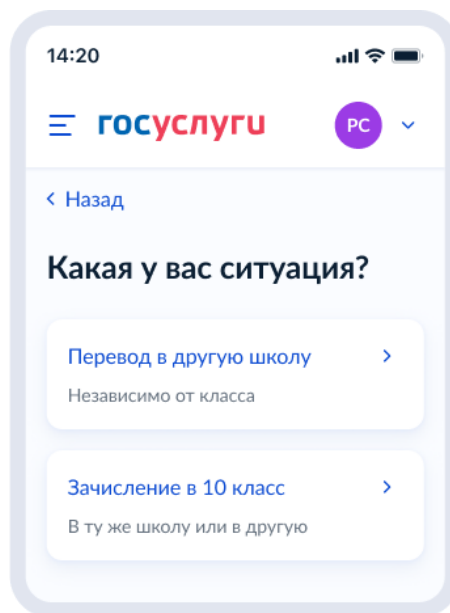 14:20
госуслуги
РС
Назад
Какая у вас ситуация?
Перевод в другую школу
Независимо от класса
Зачисление в 10 класс
В ту же школу или в другую